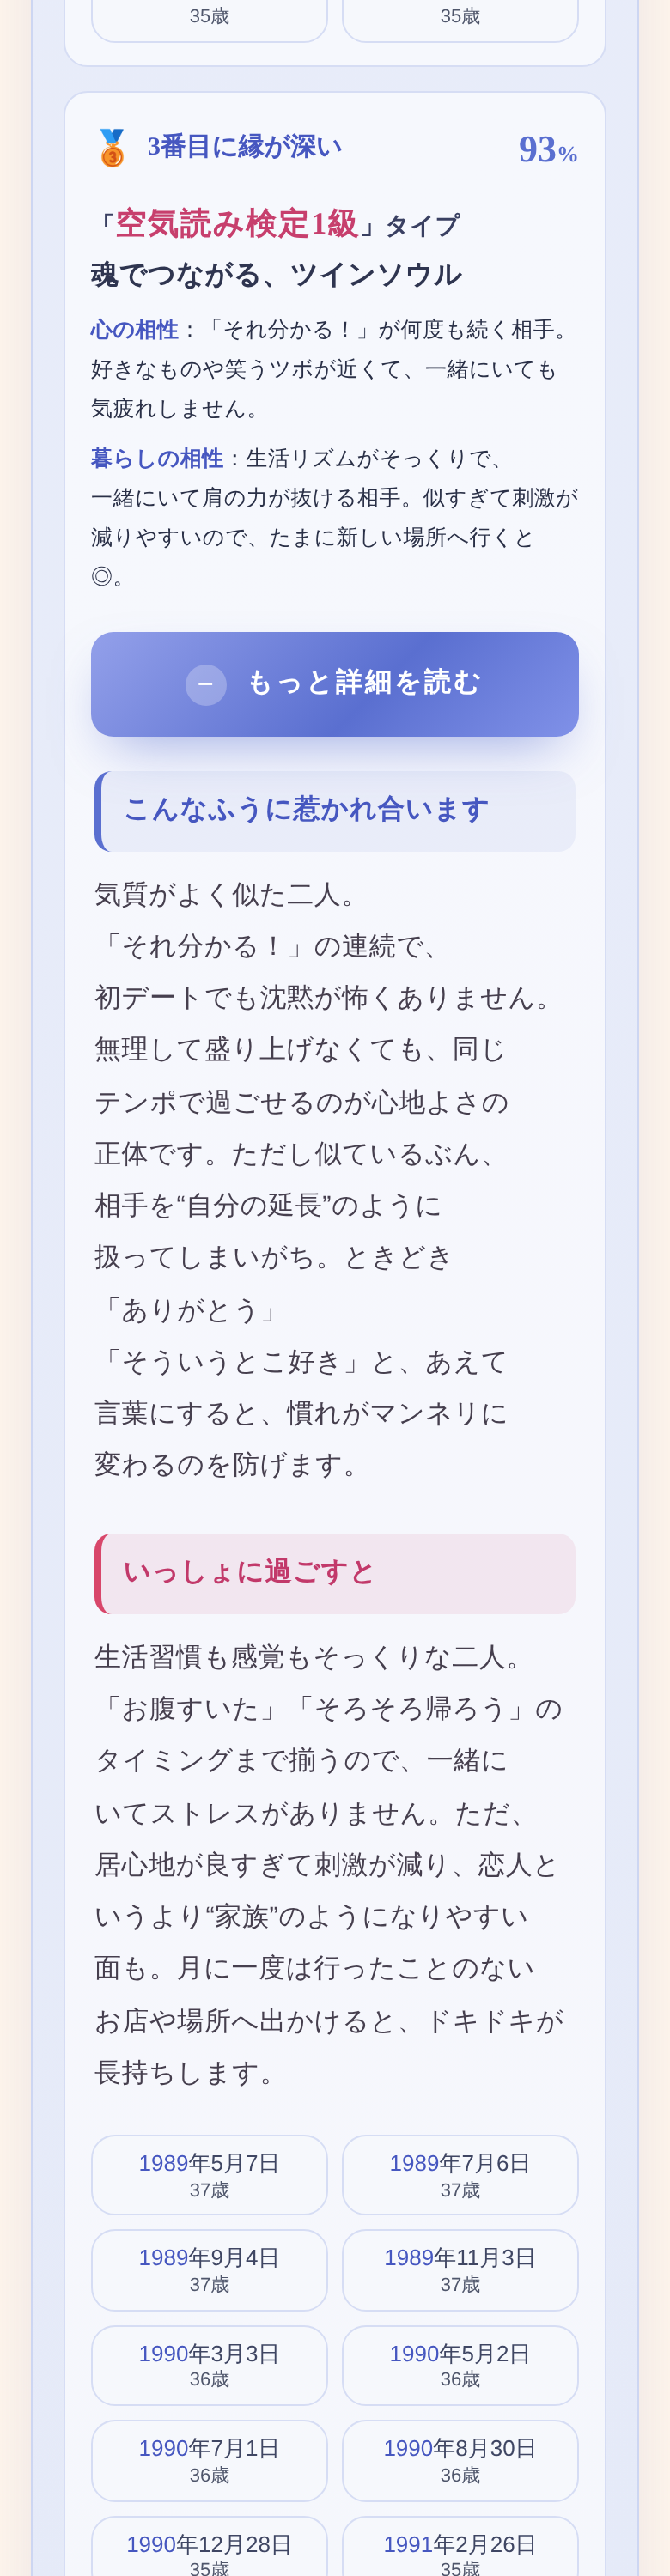 35歳
35歳
3番目に縁が深い
93%
「空気読み検定1級」タイプ
魂でつながる、ツインソウル
心の相性：「それ分かる！」が何度も続く相手。
好きなものや笑うツボが近くて、一緒にいても
気疲れしません。
暮らしの相性：生活リズムがそっくりで、
一緒にいて肩の力が抜ける相手。似すぎて刺激が
減りやすいので、たまに新しい場所へ行くと
◎。
− もっと詳細を読む
こんなふうに惹かれ合います
気質がよく似た二人。
「それ分かる！」の連続で、
初デートでも沈黙が怖くありません。
無理して盛り上げなくても、同じ
テンポで過ごせるのが心地よさの
正体です。ただし似ているぶん、
相手を“自分の延長”のように
扱ってしまいがち。ときどき
「ありがとう」
「そういうとこ好き」と、あえて
言葉にすると、慣れがマンネリに
変わるのを防げます。
いっしょに過ごすと
生活習慣も感覚もそっくりな二人。
「お腹すいた」「そろそろ帰ろう」の
タイミングまで揃うので、一緒に
いてストレスがありません。ただ、
居心地が良すぎて刺激が減り、恋人と
いうより“家族”のようになりやすい
面も。月に一度は行ったことのない
お店や場所へ出かけると、ドキドキが
長持ちします。
1989年5月7日
37歳
1989年7月6日
37歳
1989年9月4日
37歳
1989年11月3日
37歳
1990年3月3日
36歳
1990年5月2日
36歳
1990年7月1日
36歳
1990年8月30日
36歳
1990年12月28日
35歳
1991年2月26日
35歳